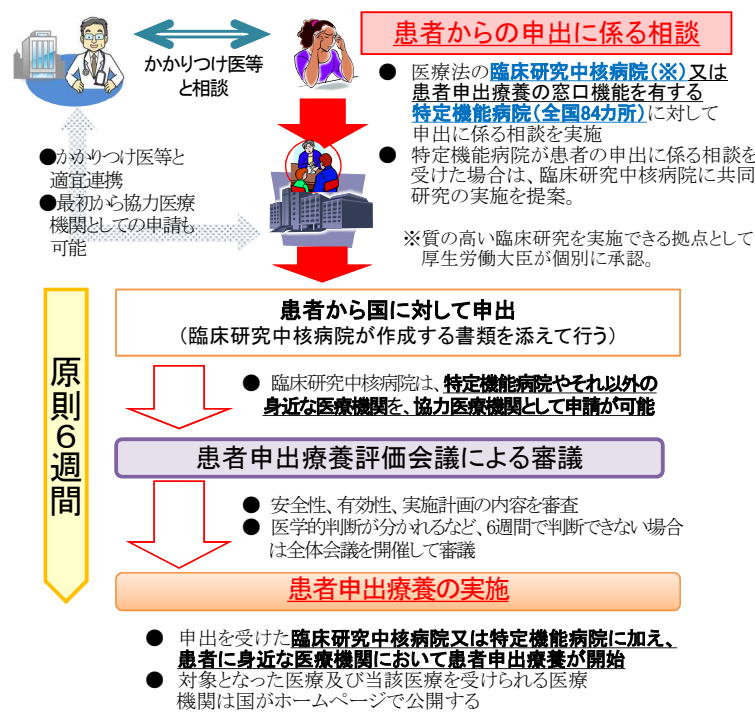 患者からの申出に係る相談
かかりつけ医等
と相談
● 医療法の臨床研究中核病院(※)又は
患者申出療養の窓口機能を有する
特定機能病院(全国84カ所)に対して
申出に係る相談を実施
● 特定機能病院が患者の申出に係る相談を
受けた場合は、臨床研究中核病院に共同
研究の実施を提案。
※質の高い臨床研究を実施できる拠点として
厚生労働大臣が個別に承認。
●かかりつけ医等と
適宜連携
●最初から協力医療
機関としての申請も
可能
原則6週間
患者から国に対して申出
(臨床研究中核病院が作成する書類を添えて行う)
● 臨床研究中核病院は、特定機能病院やそれ以外の
身近な医療機関を、協力医療機関として申請が可能
患者申出療養評価会議による審議
● 安全性、有効性、実施計画の内容を審査
● 医学的判断が分かれるなど、6週間で判断できない場合
は全体会議を開催して審議
患者申出療養の実施
● 申出を受けた臨床研究中核病院又は特定機能病院に加え、
患者に身近な医療機関において患者申出療養が開始
● 対象となった医療及び当該医療を受けられる医療
機関は国がホームページで公開する